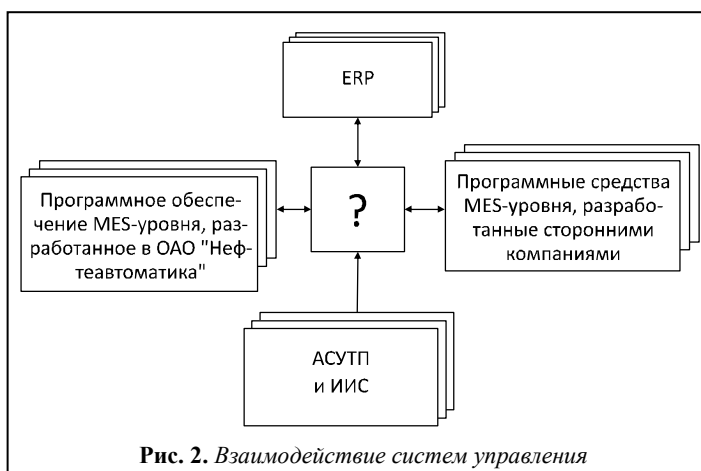 ERP
Программное обеспе-
чение MES-уровня, раз-
работанное в ОАО "Неф-
теавтоматика"
?
Программные средства
MES-уровня, разрабо-
танные сторонними
компаниями
АСУТП
и ИИС
Рис. 2. Взаимодействие систем управления